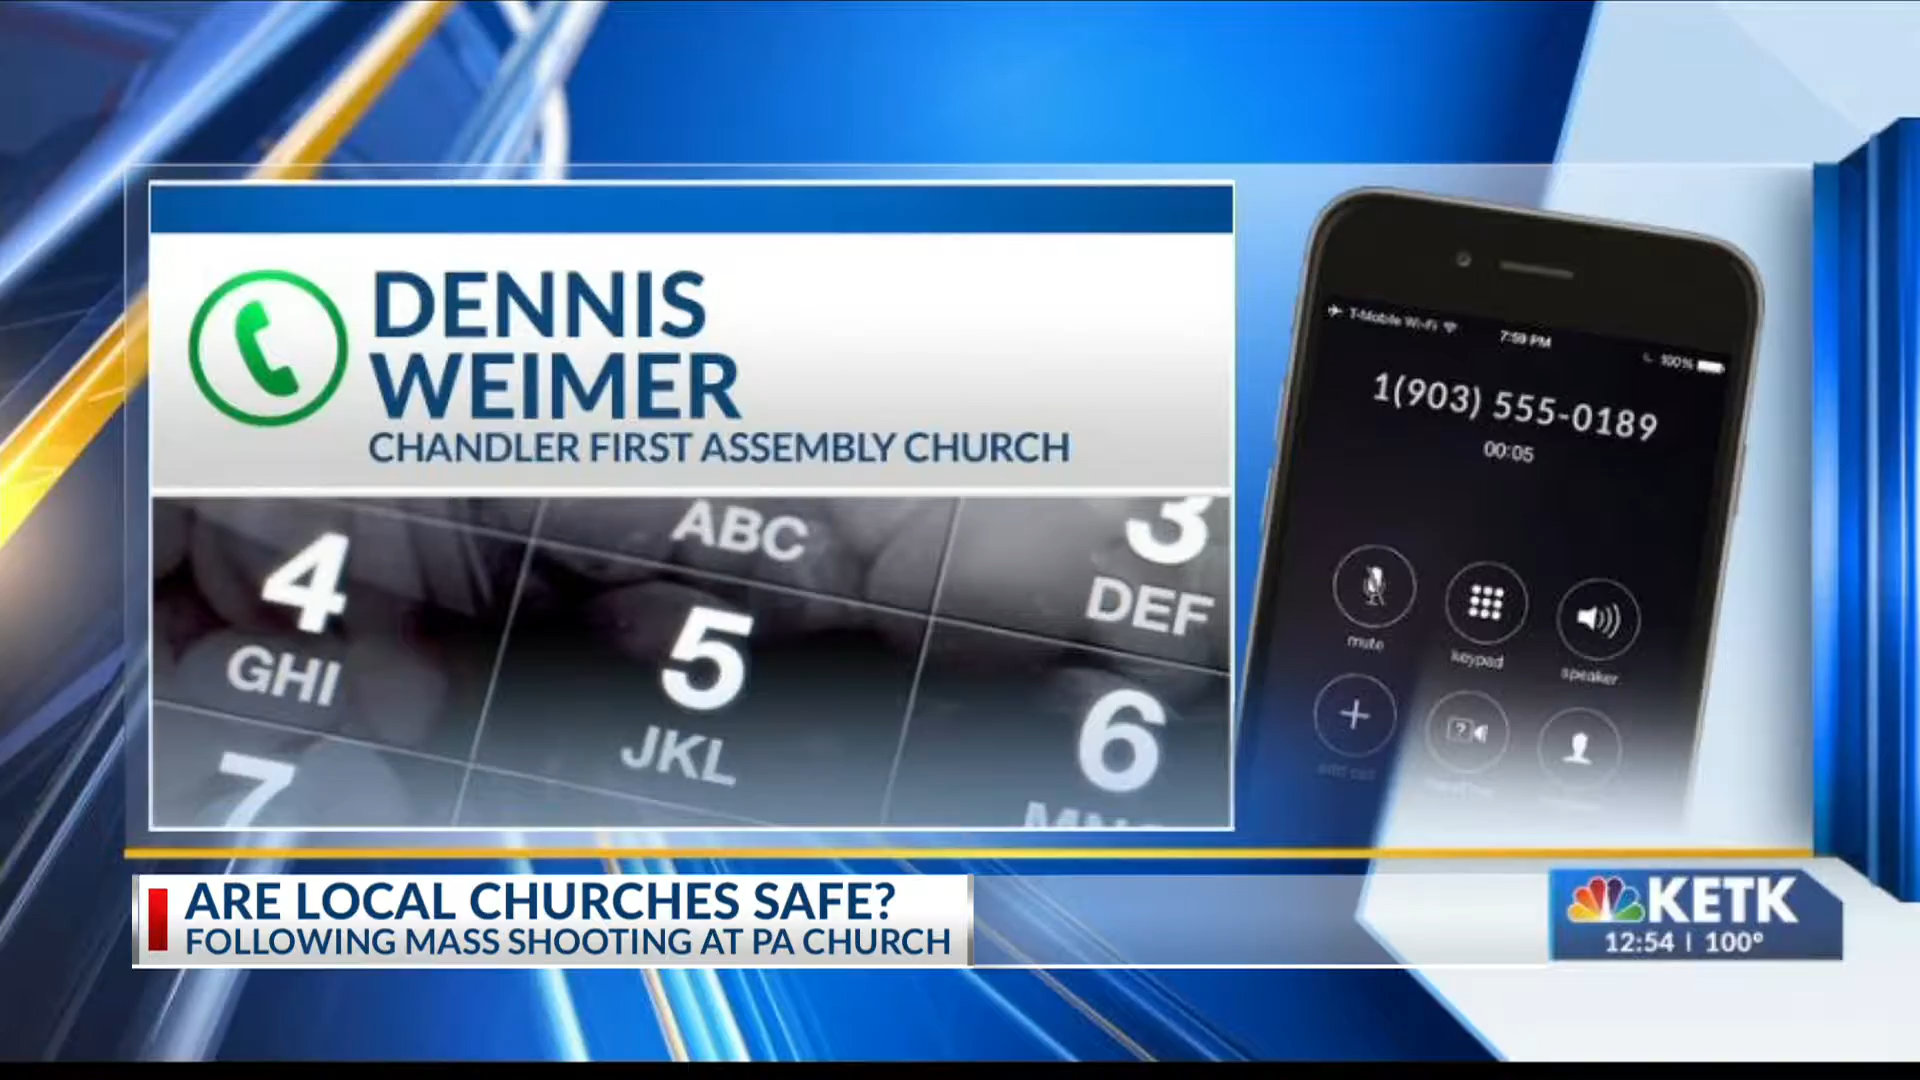 DENNIS
WEIMER
CHANDLER FIRST ASSEMBLY CHURCH
T-Mobile Wi-Fi 7:59 PM 100%
1(903) 555-0189
00:05
mute keypad speaker
ABC 3
4 DEF
GHI 5
JKL 6
7
ARE LOCAL CHURCHES SAFE?
FOLLOWING MASS SHOOTING AT PA CHURCH
KETK
12:54 | 100°